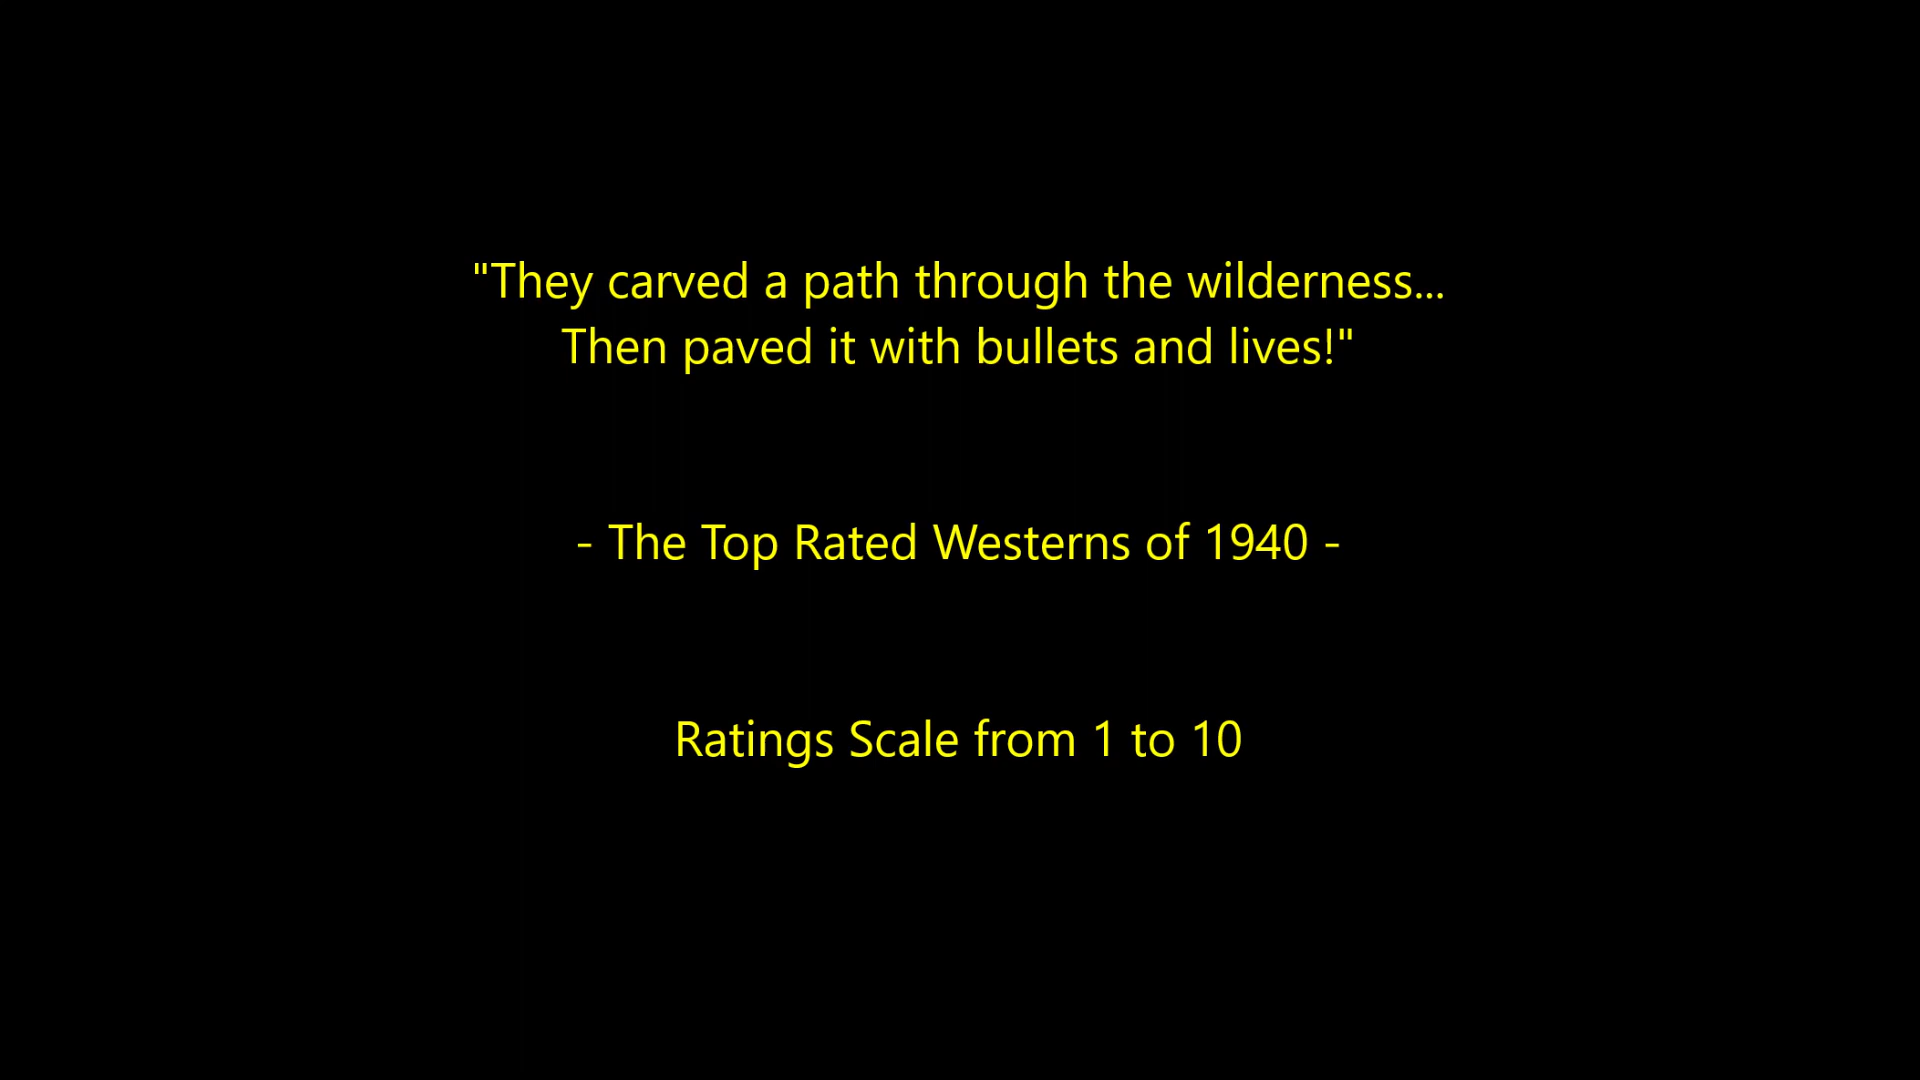 "They carved a path through the wilderness...
Then paved it with bullets and lives!"
- The Top Rated Westerns of 1940 -
Ratings Scale from 1 to 10